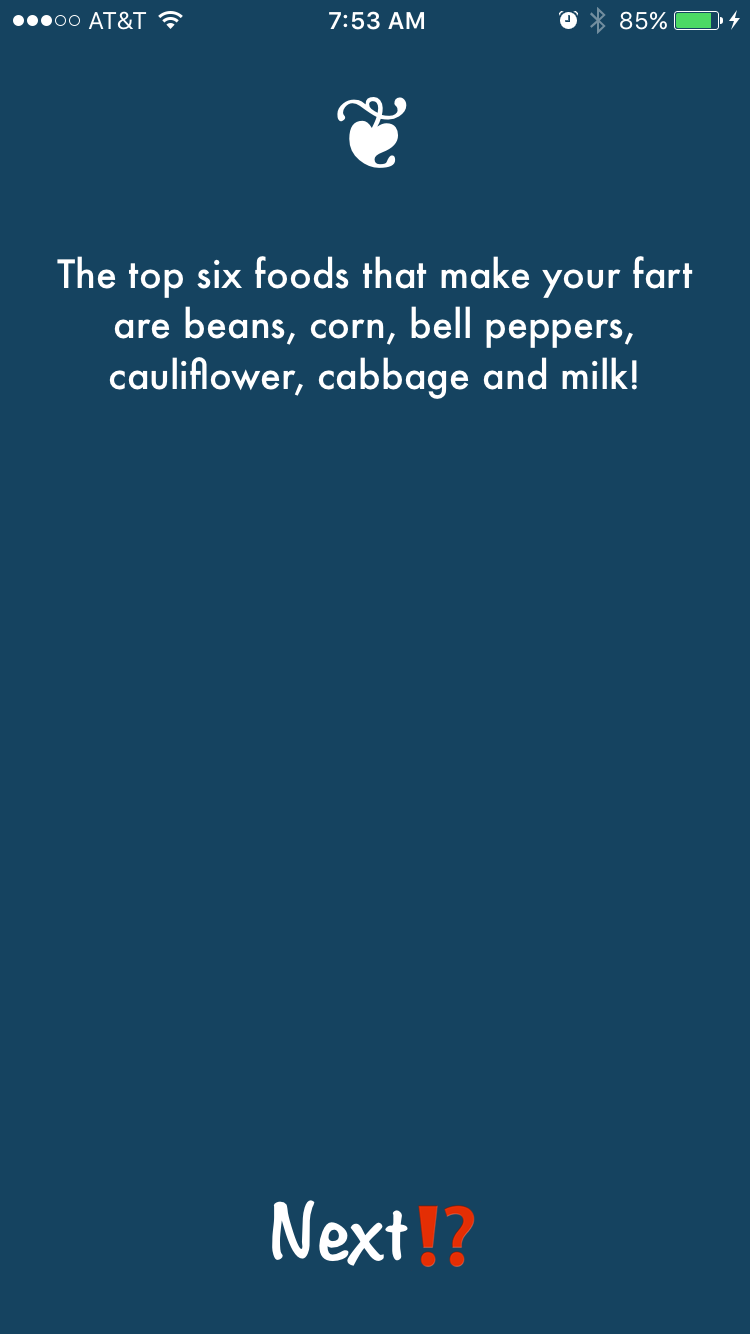 AT&T 7:53 AM 85%
The top six foods that make your fart
are beans, corn, bell peppers,
cauliflower, cabbage and milk!
Next⁉